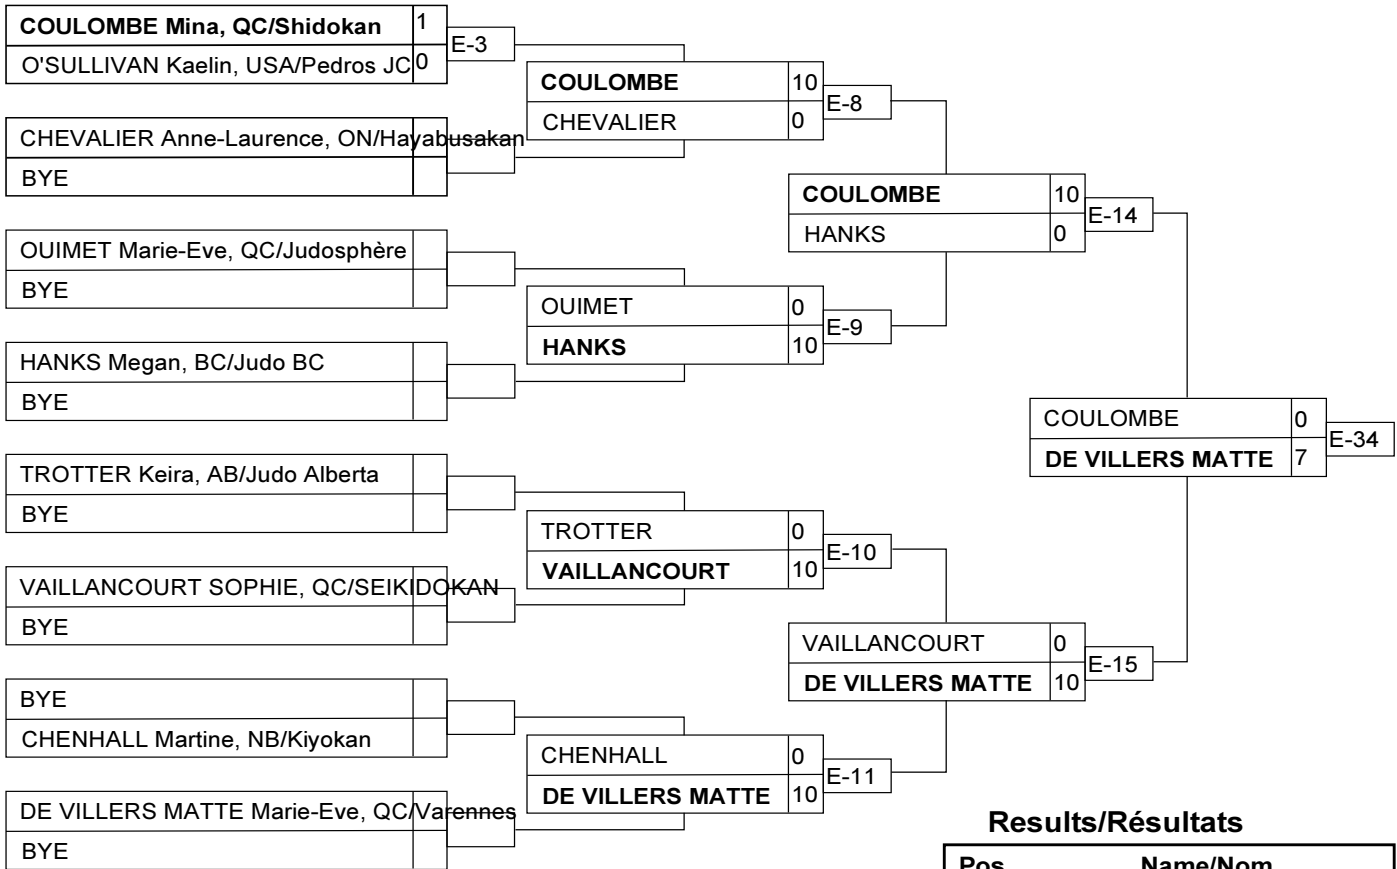 COULOMBE Mina, QC/Shidokan 1
O'SULLIVAN Kaelin, USA/Pedros JC 0
E-3
CHEVALIER Anne-Laurence, ON/Hayabusakan
BYE
OUIMET Marie-Eve, QC/Judosphère
BYE
HANKS Megan, BC/Judo BC
BYE
TROTTER Keira, AB/Judo Alberta
BYE
VAILLANCOURT SOPHIE, QC/SEIKIDOKAN
BYE
BYE
CHENHALL Martine, NB/Kiyokan
DE VILLERS MATTE Marie-Eve, QC/Varennes
BYE
COULOMBE 10
CHEVALIER 0
E-8
OUIMET 0
HANKS 10
E-9
TROTTER 0
VAILLANCOURT 10
E-10
CHENHALL 0
DE VILLERS MATTE 10
E-11
COULOMBE 10
HANKS 0
E-14
VAILLANCOURT 0
DE VILLERS MATTE 10
E-15
COULOMBE 0
DE VILLERS MATTE 7
E-34
Results/Résultats
Pos Name/Nom